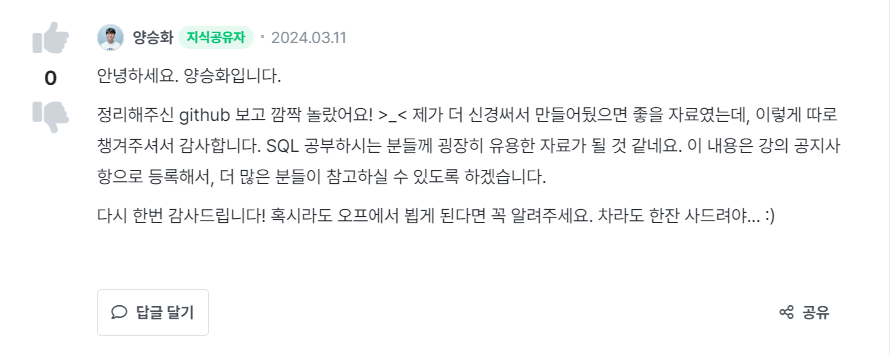 양승화 지식공유자 · 2024.03.11
0
안녕하세요. 양승화입니다.
정리해주신 github 보고 깜짝 놀랐어요! >_< 제가 더 신경써서 만들어뒀으면 좋을 자료였는데, 이렇게 따로
챙겨주셔서 감사합니다. SQL 공부하시는 분들께 굉장히 유용한 자료가 될 것 같네요. 이 내용은 강의 공지사
항으로 등록해서, 더 많은 분들이 참고하실 수 있도록 하겠습니다.
다시 한번 감사드립니다! 혹시라도 오프에서 뵙게 된다면 꼭 알려주세요. 차라도 한잔 사드려야... :)
답글 달기
공유